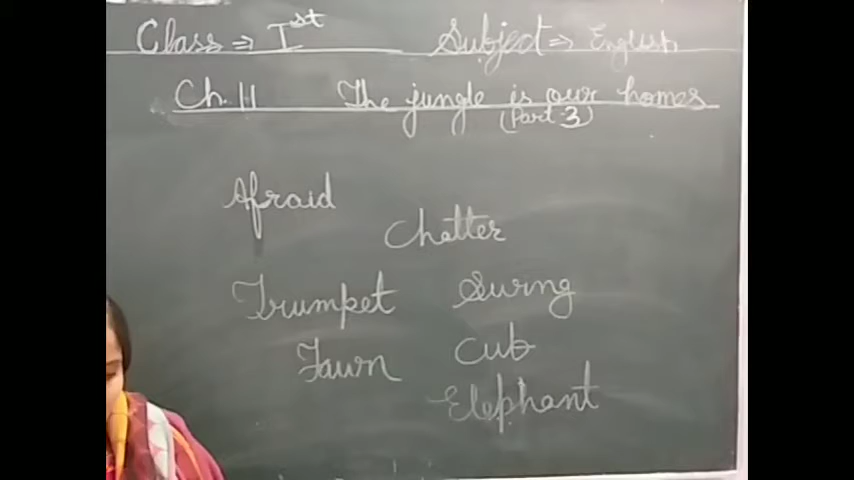 Class ⇒ Ist Subject ⇒ English
Ch. 11 The jungle is our homes
(Part-3)
Afraid
Chatter
Trumpet Swing
Fawn Cub
Elephant